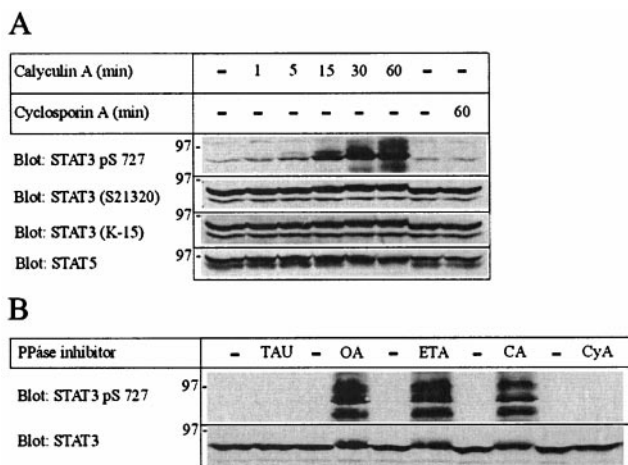 A
Calyculin A (min) - 1 5 15 30 60 - -
Cyclosporin A (min) - - - - - - - 60
97-
Blot: STAT3 pS 727
97-
Blot: STAT3 (S21320)
97-
Blot: STAT3 (K-15)
97-
Blot: STAT5
B
PPáse inhibitor - TAU - OA - ETA - CA - CyA
97-
Blot: STAT3 pS 727
97-
Blot: STAT3